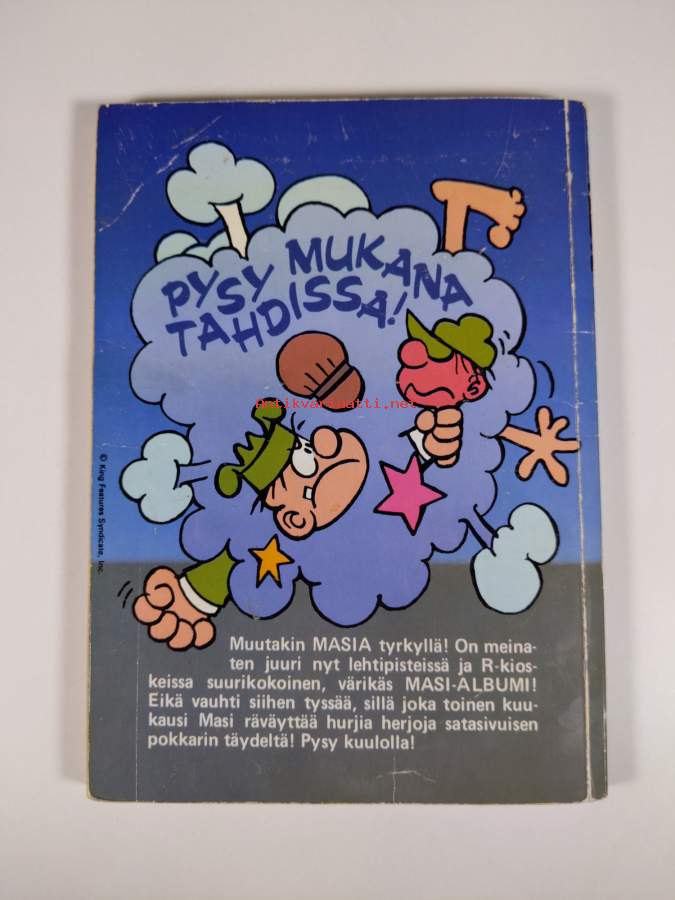 PYSY MUKANA
TAHDISSA!
Antikvariaatti.net
© King Features Syndicate, Inc.
Muutakin MASIA tyrkyllä! On meina-
ten juuri nyt lehtipisteissä ja R-kios-
keissa suurikokoinen, värikäs MASI-ALBUMI!
Eikä vauhti siihen tyssää, sillä joka toinen kuu-
kausi Masi räväyttää hurjia herjoja satasivuisen
pokkarin täydeltä! Pysy kuulolla!